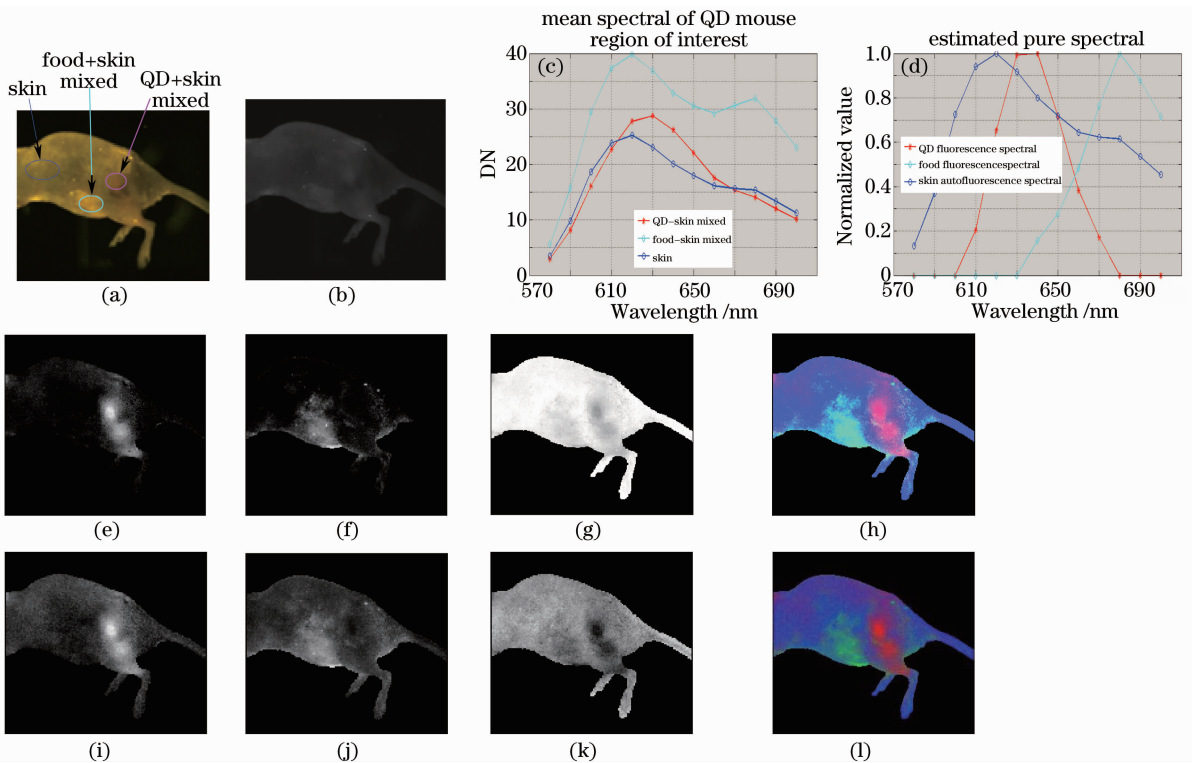 food+skin
mixed
skin
QD+skin
mixed
(a)
(b)
mean spectral of QD mouse
region of interest
(c)
40
30
20
10
0
DN
QD-skin mixed
food-skin mixed
skin
570 610 650 690
Wavelength /nm
estimated pure spectral
(d)
1.0
0.8
0.6
0.4
0.2
0
Normalized value
QD fluorescence spectral
food fluorescencespectral
skin autofluorescence spectral
570 610 650 690
Wavelength /nm
(e)
(f)
(g)
(h)
(i)
(j)
(k)
(l)